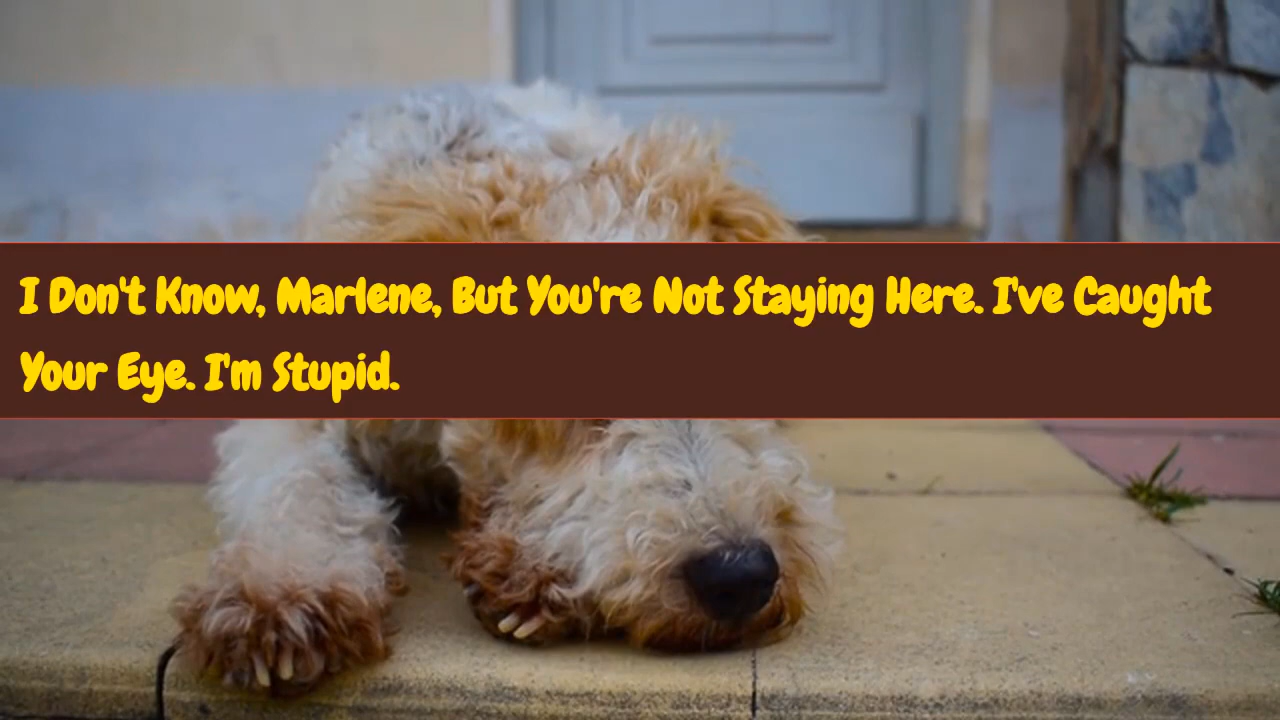 I Don't Know, Marlene, But You're Not Staying Here. I've Caught
Your Eye. I'm Stupid.